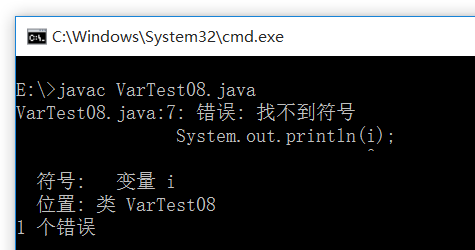 C:\Windows\System32\cmd.exe
E:\>javac VarTest08.java
VarTest08.java:7: 错误: 找不到符号
System.out.println(i);
^
符号: 变量 i
位置: 类 VarTest08
1 个错误